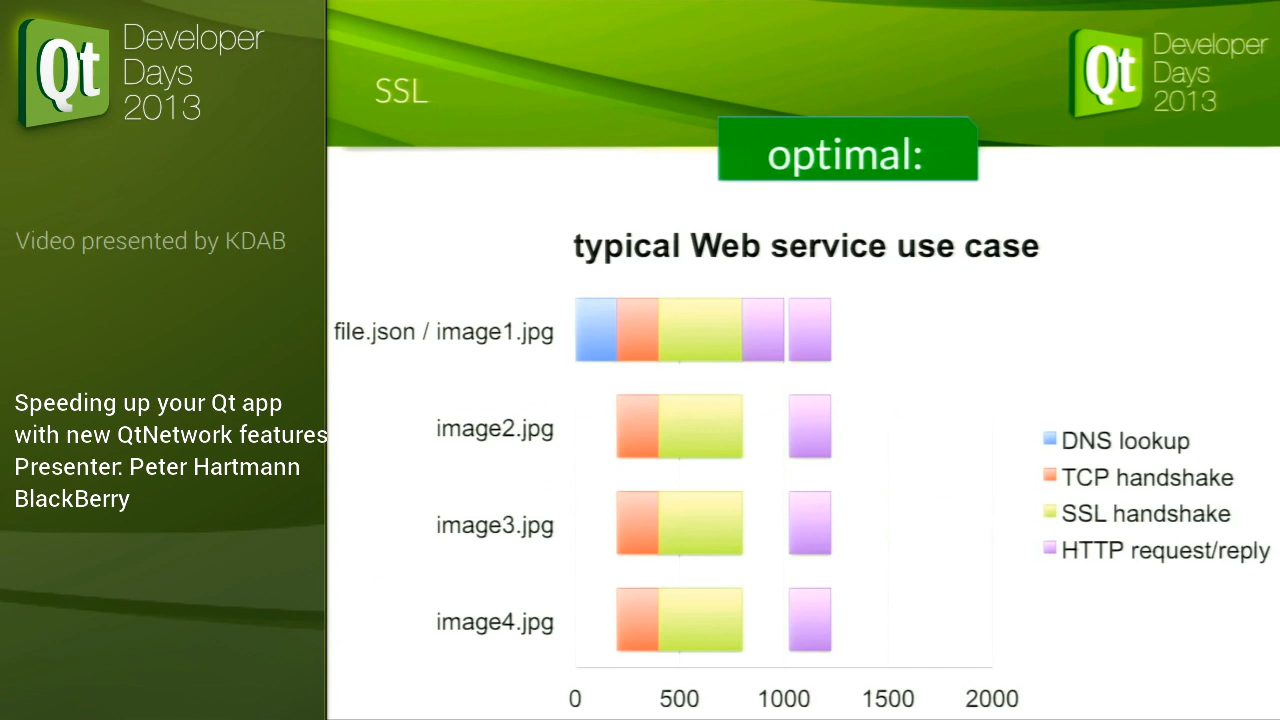 Qt Developer
Days
2013
Video presented by KDAB
Speeding up your Qt app
with new QtNetwork features
Presenter: Peter Hartmann
BlackBerry
SSL
Qt Developer
Days
2013
optimal:
typical Web service use case
file.json / image1.jpg
image2.jpg
image3.jpg
image4.jpg
DNS lookup
TCP handshake
SSL handshake
HTTP request/reply
0 500 1000 1500 2000